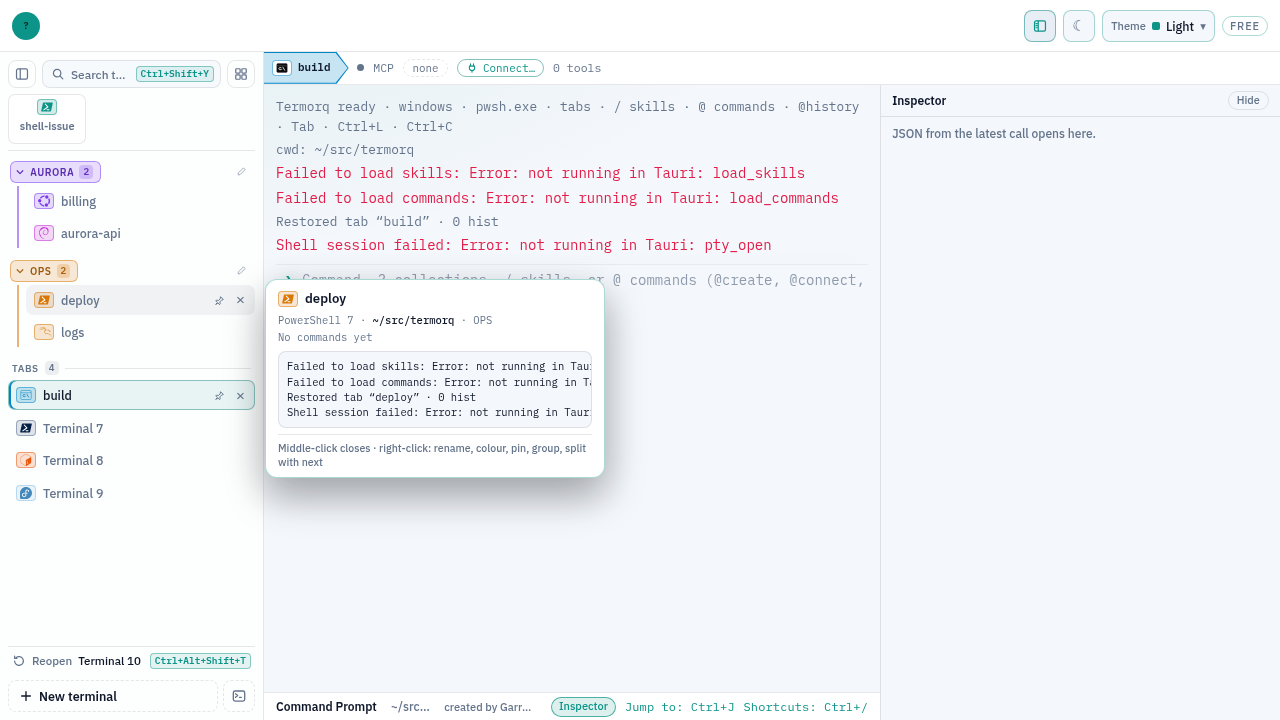 ?
Theme Light ▾
FREE
Search t… Ctrl+Shift+Y
shell-issue
AURORA 2
billing
aurora-api
OPS 2
deploy
logs
TABS 4
build
Terminal 7
Terminal 8
Terminal 9
Reopen Terminal 10 Ctrl+Alt+Shift+T
New terminal
build MCP none Connect… 0 tools
Termorq ready · windows · pwsh.exe · tabs · / skills · @ commands · @history
· Tab · Ctrl+L · Ctrl+C
cwd: ~/src/termorq
Failed to load skills: Error: not running in Tauri: load_skills
Failed to load commands: Error: not running in Tauri: load_commands
Restored tab “build” · 0 hist
Shell session failed: Error: not running in Tauri: pty_open
Command, ? collections, / skills, or @ commands (@create, @connect,
deploy
PowerShell 7 · ~/src/termorq · OPS
No commands yet
Failed to load skills: Error: not running in Tau
Failed to load commands: Error: not running in T
Restored tab “deploy” · 0 hist
Shell session failed: Error: not running in Taur
Middle-click closes · right-click: rename, colour, pin, group, split
with next
Inspector Hide
JSON from the latest call opens here.
Command Prompt ~/src… created by Garr… Inspector Jump to: Ctrl+J Shortcuts: Ctrl+/